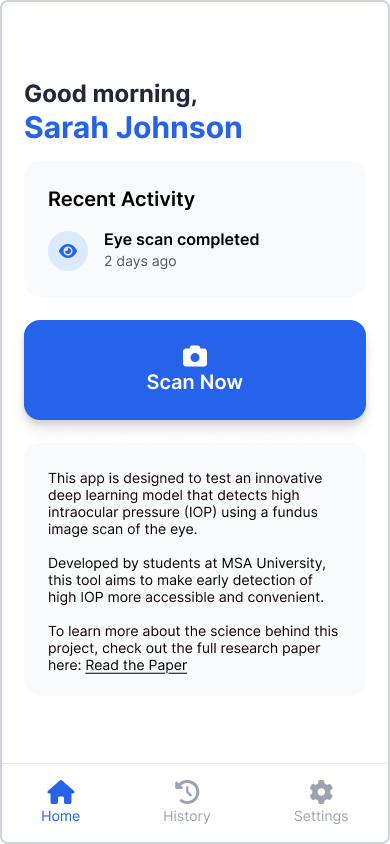 Good morning,
Sarah Johnson
Recent Activity
Eye scan completed
2 days ago
Scan Now
This app is designed to test an innovative
deep learning model that detects high
intraocular pressure (IOP) using a fundus
image scan of the eye.
Developed by students at MSA University,
this tool aims to make early detection of
high IOP more accessible and convenient.
To learn more about the science behind this
project, check out the full research paper
here: Read the Paper
Home
History
Settings